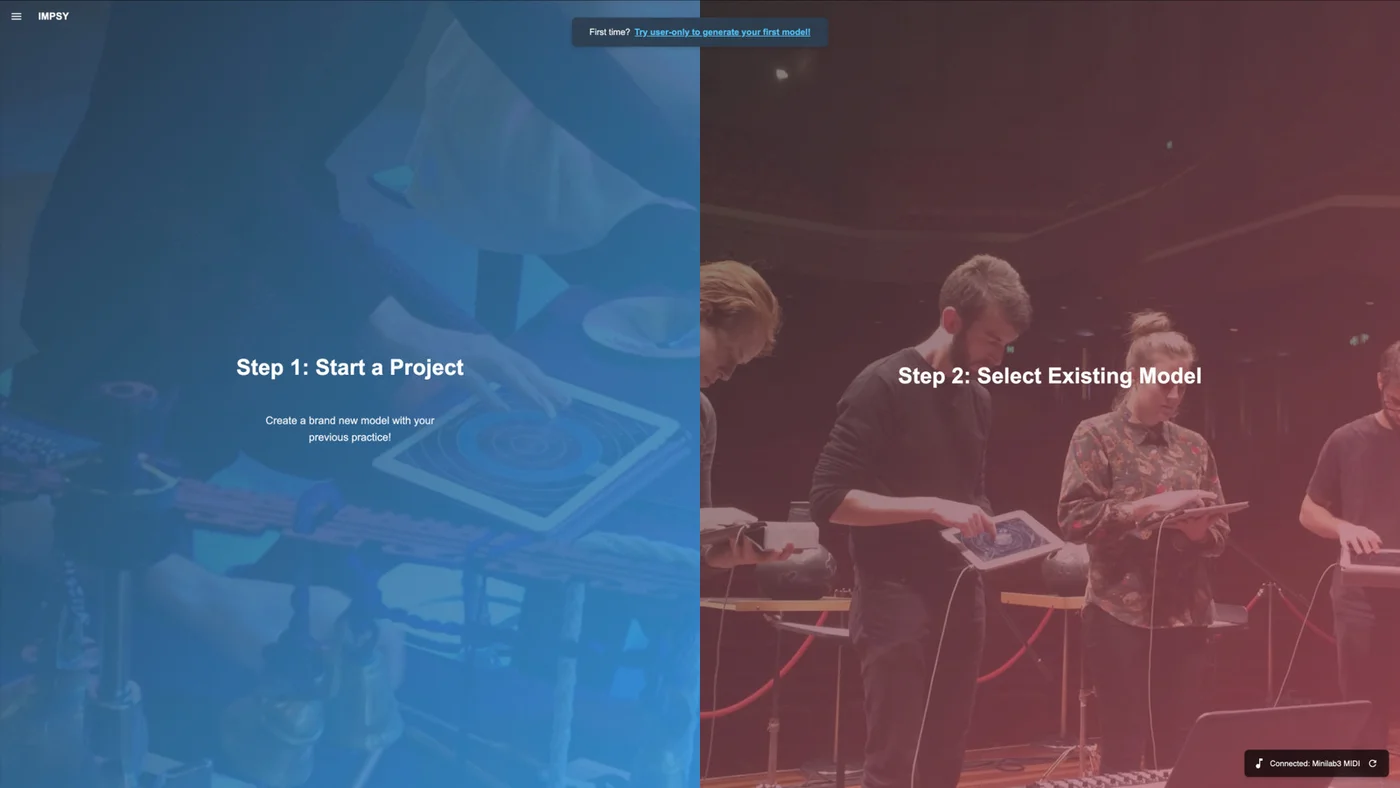 IMPSY
First time? Try user-only to generate your first model!
Step 1: Start a Project
Create a brand new model with your
previous practice!
Step 2: Select Existing Model
Connected: Minilab3 MIDI